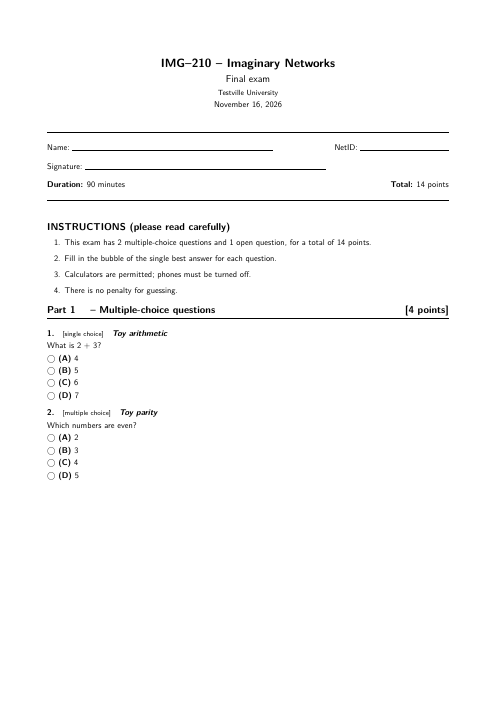 IMG–210 – Imaginary Networks
Final exam
Testville University
November 16, 2026
Name: NetID:
Signature:
Duration: 90 minutes Total: 14 points
INSTRUCTIONS (please read carefully)
1. This exam has 2 multiple-choice questions and 1 open question, for a total of 14 points.
2. Fill in the bubble of the single best answer for each question.
3. Calculators are permitted; phones must be turned off.
4. There is no penalty for guessing.
Part 1 – Multiple-choice questions [4 points]
1. [single choice] Toy arithmetic
What is 2 + 3?
(A) 4
(B) 5
(C) 6
(D) 7
2. [multiple choice] Toy parity
Which numbers are even?
(A) 2
(B) 3
(C) 4
(D) 5